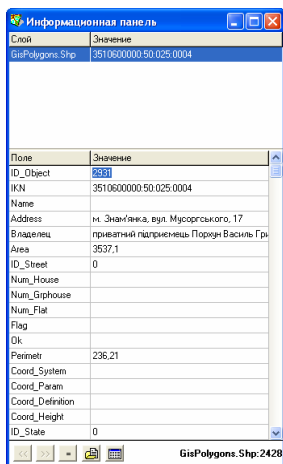 Информационная панель
Слой Значение
GisPolygons.Shp 3510600000:50:025:0004
Поле Значение
ID_Object 2931
IKN 3510600000:50:025:0004
Name
Address м. Знам'янка, вул. Мусоргського, 17
Владелец приватний підприємець Порхун Василь Гри
Area 3537,1
ID_Street 0
Num_House
Num_Grphouse
Num_Flat
Flag
Ok
Perimetr 236,21
Coord_System
Coord_Param
Coord_Definition
Coord_Height
ID_State 0
<< >> = GisPolygons.Shp:2428